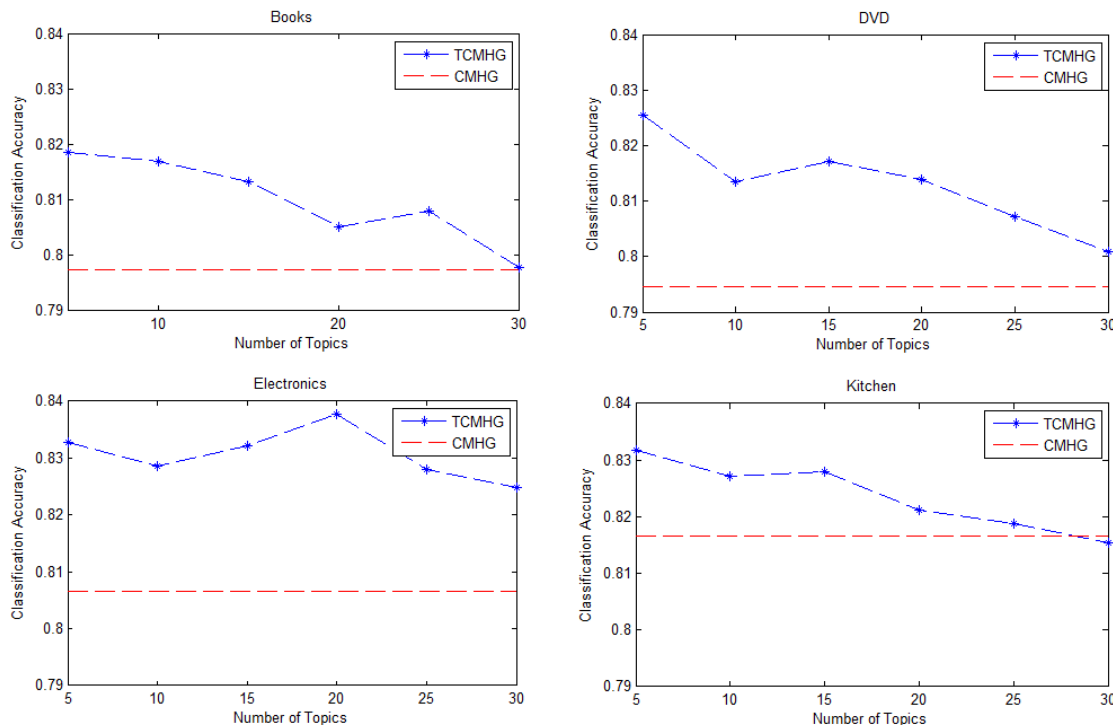 Books
0.84
0.83
0.82
0.81
0.8
0.79
Classification Accuracy
10
20
30
Number of Topics
TCMHG
CMHG
DVD
0.84
0.83
0.82
0.81
0.8
0.79
Classification Accuracy
5
10
15
20
25
30
Number of Topics
TCMHG
CMHG
Electronics
0.84
0.83
0.82
0.81
0.8
0.79
Classification Accuracy
5
10
15
20
25
30
Number of Topics
TCMHG
CMHG
Kitchen
0.84
0.83
0.82
0.81
0.8
0.79
Classification Accuracy
5
10
15
20
25
30
Number of Topics
TCMHG
CMHG